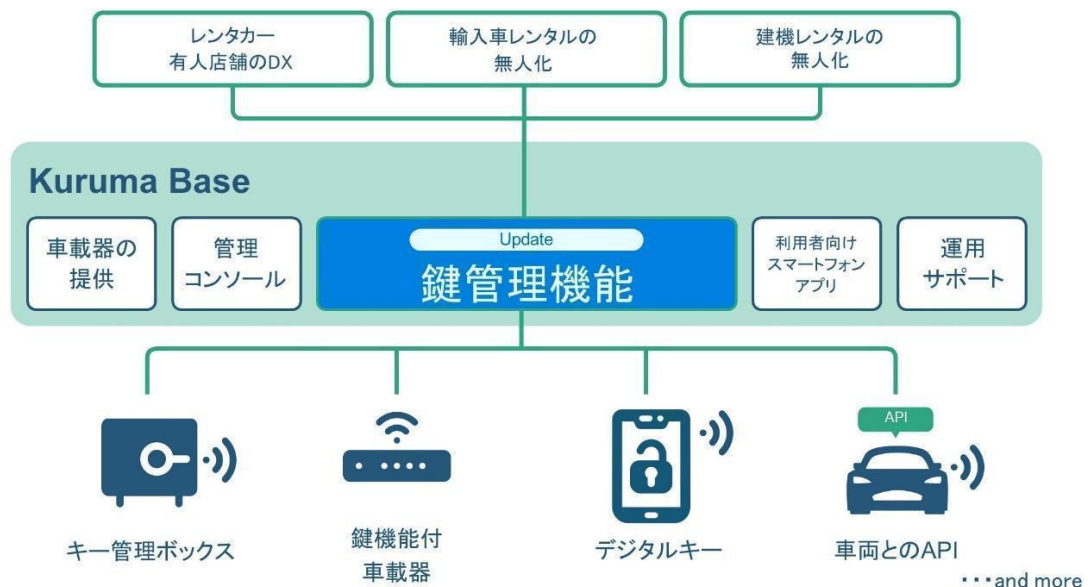 レンタカー
有人店舗のDX
輸入車レンタルの
無人化
建機レンタルの
無人化
Kuruma Base
車載器の
提供
管理
コンソール
Update
鍵管理機能
利用者向け
スマートフォン
アプリ
運用
サポート
API
キー管理ボックス
鍵機能付
車載器
デジタルキー
車両とのAPI
･･･and more